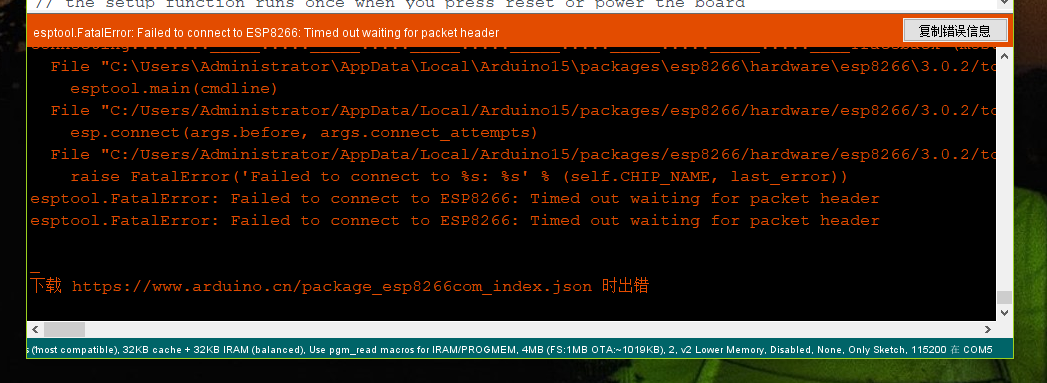 // the setup function runs once when you press reset or power the board
esptool.FatalError: Failed to connect to ESP8266: Timed out waiting for packet header
复制错误信息
File "C:\Users\Administrator\AppData\Local\Arduino15\packages\esp8266\hardware\esp8266\3.0.2/to
esptool.main(cmdline)
File "C:/Users/Administrator/AppData/Local/Arduino15/packages/esp8266/hardware/esp8266/3.0.2/to
esp.connect(args.before, args.connect_attempts)
File "C:/Users/Administrator/AppData/Local/Arduino15/packages/esp8266/hardware/esp8266/3.0.2/to
raise FatalError('Failed to connect to %s: %s' % (self.CHIP_NAME, last_error))
esptool.FatalError: Failed to connect to ESP8266: Timed out waiting for packet header
esptool.FatalError: Failed to connect to ESP8266: Timed out waiting for packet header
_
下载 https://www.arduino.cn/package_esp8266com_index.json 时出错
s (most compatible), 32KB cache + 32KB IRAM (balanced), Use pgm_read macros for IRAM/PROGMEM, 4MB (FS:1MB OTA:~1019KB), 2, v2 Lower Memory, Disabled, None, Only Sketch, 115200 在 COM5